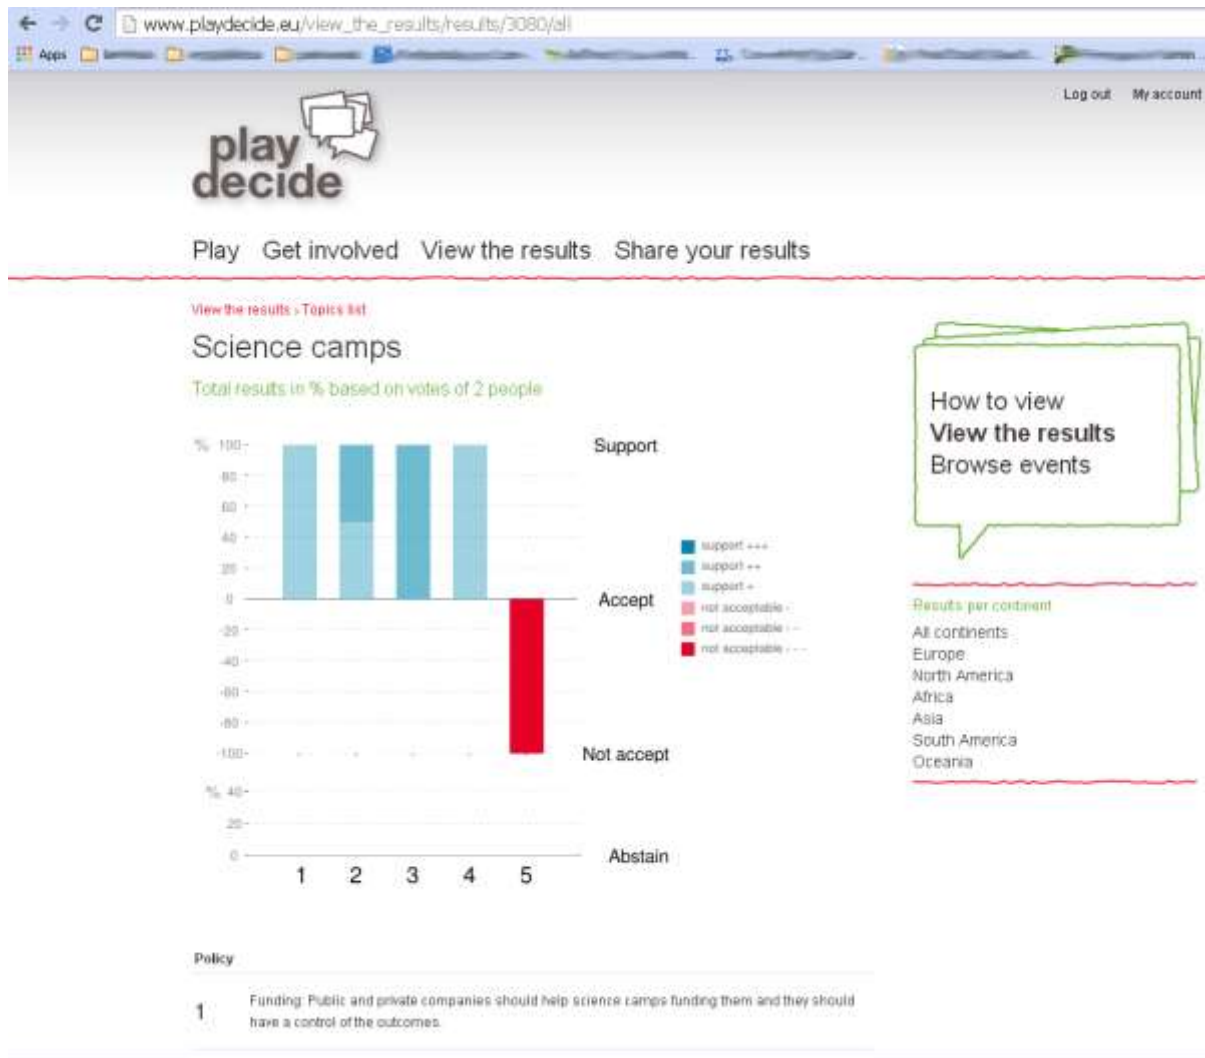 www.playdecide.eu/view_the_results/results/3080/all
Apps
Log out My account
play
decide
Play Get involved View the results Share your results
View the results › Topics list
Science camps
Total results in % based on votes of 2 people
How to view
View the results
Browse events
% 100
80
60
40
20
0
-20
-40
-60
-80
-100
Support
Accept
Not accept
support +++
support ++
support +
not acceptable -
not acceptable - -
not acceptable - - -
% 40
20
0
Abstain
1 2 3 4 5
Results per continent
All continents
Europe
North America
Africa
Asia
South America
Oceania
Policy
1
Funding: Public and private companies should help science camps funding them and they should
have a control of the outcomes.